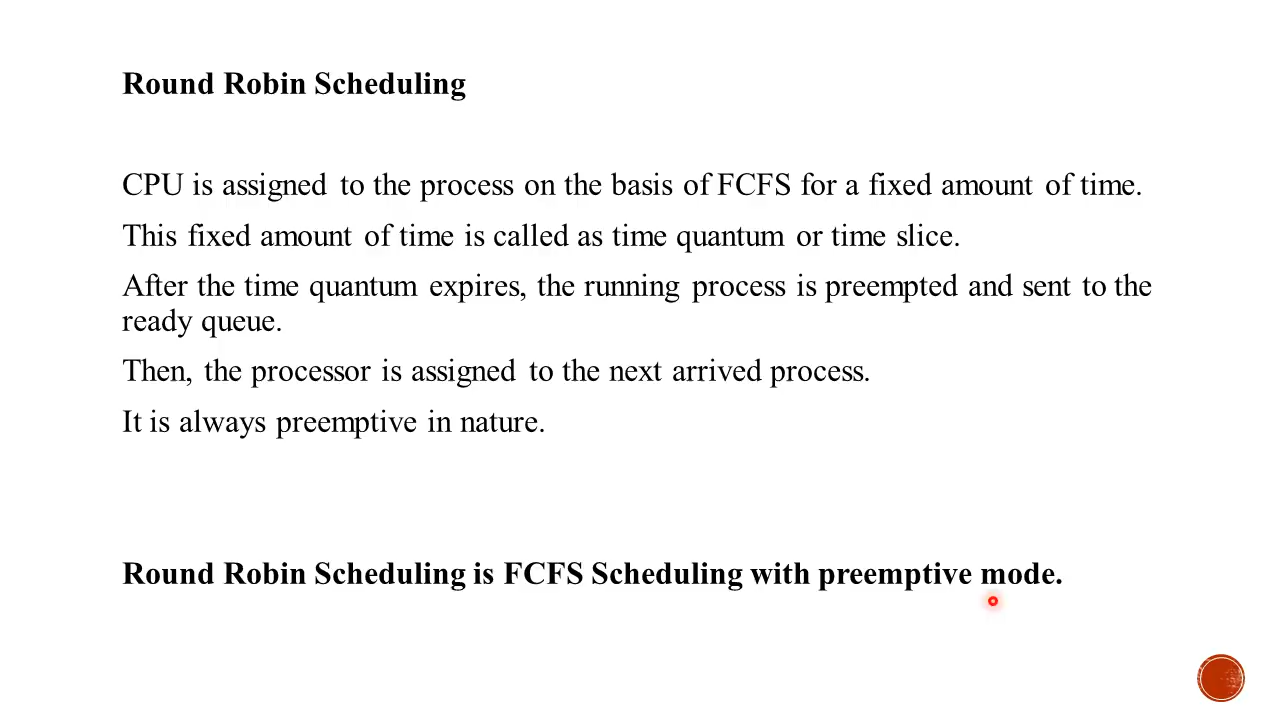 Round Robin Scheduling
CPU is assigned to the process on the basis of FCFS for a fixed amount of time.
This fixed amount of time is called as time quantum or time slice.
After the time quantum expires, the running process is preempted and sent to the
ready queue.
Then, the processor is assigned to the next arrived process.
It is always preemptive in nature.
Round Robin Scheduling is FCFS Scheduling with preemptive mode.